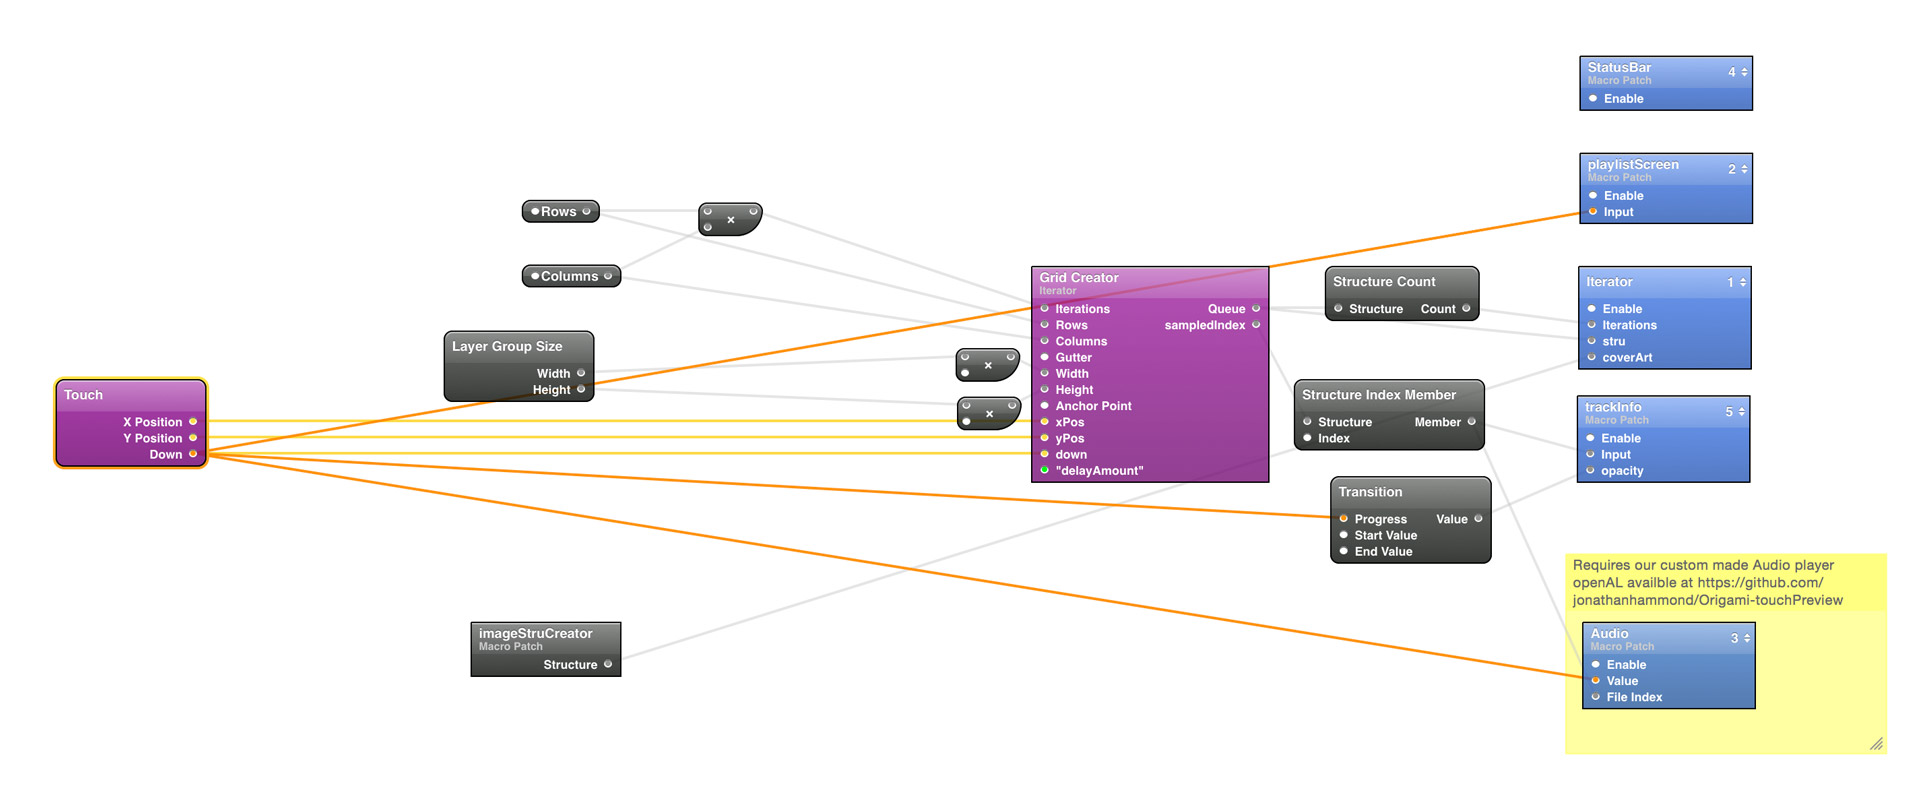 StatusBar
4
Macro Patch
Enable
playlistScreen
2
Macro Patch
Enable
Input
Rows
×
Columns
Grid Creator
Iterator
Iterations
Queue
Rows
sampledIndex
Columns
Gutter
Width
Height
Anchor Point
xPos
yPos
down
"delayAmount"
Structure Count
Structure
Count
Iterator
1
Enable
Iterations
stru
coverArt
Layer Group Size
Width
Height
×
×
Touch
X Position
Y Position
Down
Structure Index Member
Structure
Member
Index
trackInfo
5
Macro Patch
Enable
Input
opacity
Transition
Progress
Value
Start Value
End Value
Requires our custom made Audio player
openAL availble at https://github.com/
jonathanhammond/Origami-touchPreview
imageStruCreator
Macro Patch
Structure
Audio
3
Macro Patch
Enable
Value
File Index